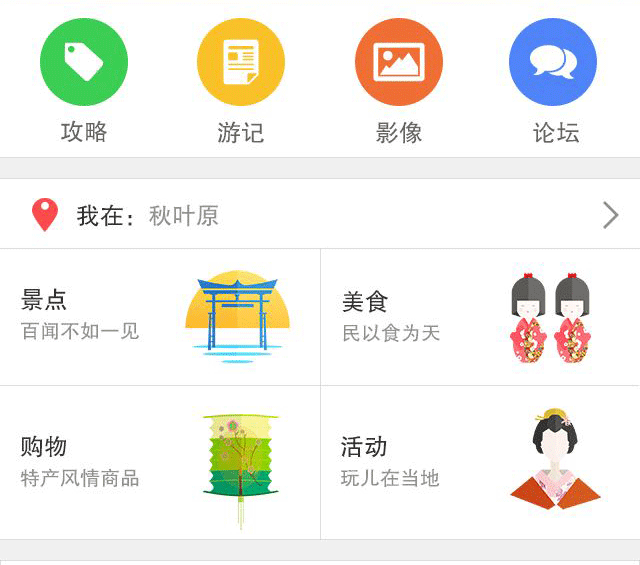 攻略 游记 影像 论坛
我在：秋叶原
景点
百闻不如一见
美食
民以食为天
购物
特产风情商品
活动
玩儿在当地